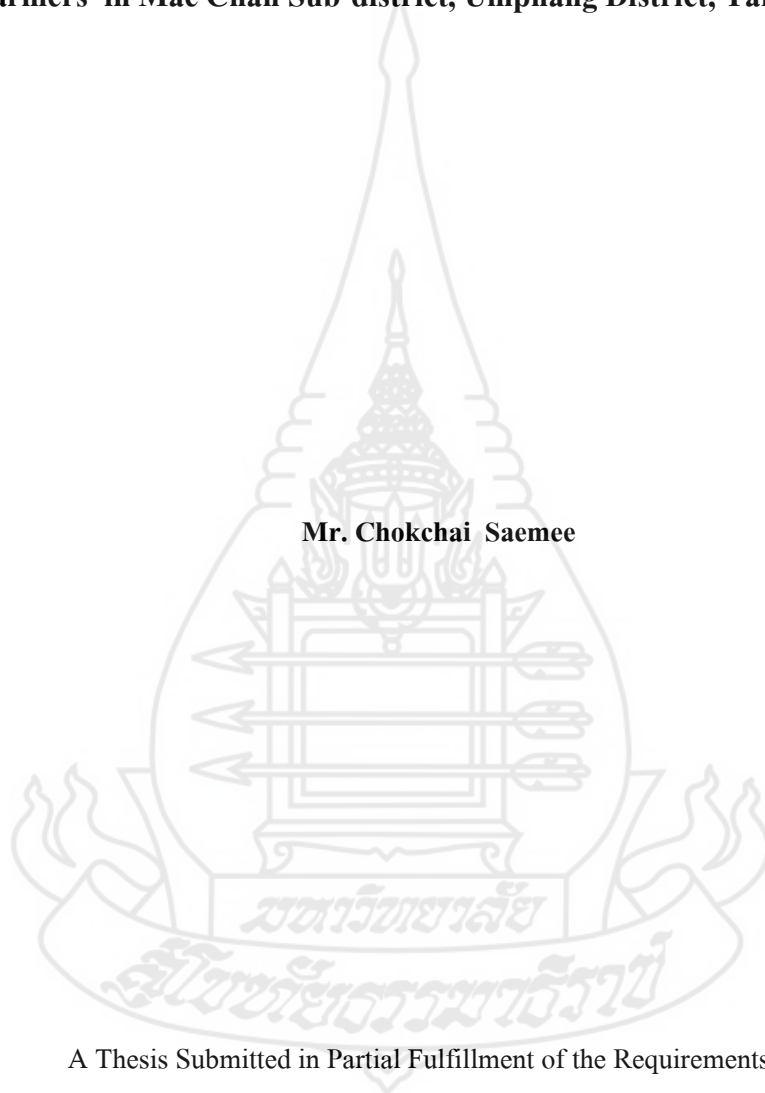 armers' in Mae Chan Sub-district, Umphang District, Tak
Mr. Chokchai Saemee
มหาวิทยาลัย
สุโขทัยธรรมาธิราช
A Thesis Submitted in Partial Fulfillment of the Requirements